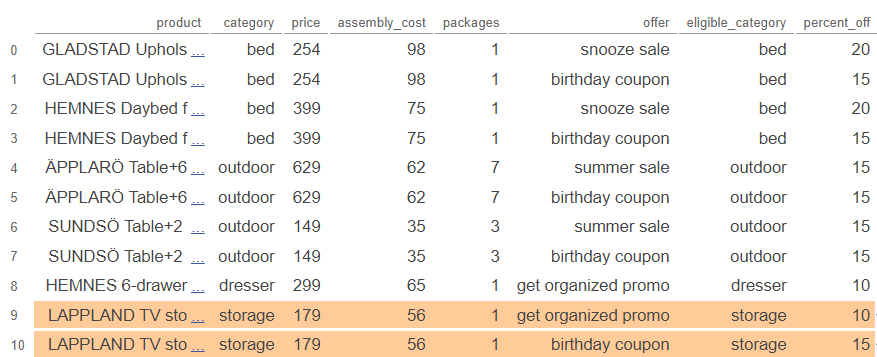 product category price assembly_cost packages offer eligible_category percent_off
0 GLADSTAD Uphols ... bed 254 98 1 snooze sale bed 20
1 GLADSTAD Uphols ... bed 254 98 1 birthday coupon bed 15
2 HEMNES Daybed f ... bed 399 75 1 snooze sale bed 20
3 HEMNES Daybed f ... bed 399 75 1 birthday coupon bed 15
4 ÄPPLARÖ Table+6 ... outdoor 629 62 7 summer sale outdoor 15
5 ÄPPLARÖ Table+6 ... outdoor 629 62 7 birthday coupon outdoor 15
6 SUNDSÖ Table+2 ... outdoor 149 35 3 summer sale outdoor 15
7 SUNDSÖ Table+2 ... outdoor 149 35 3 birthday coupon outdoor 15
8 HEMNES 6-drawer ... dresser 299 65 1 get organized promo dresser 10
9 LAPPLAND TV sto ... storage 179 56 1 get organized promo storage 10
10 LAPPLAND TV sto ... storage 179 56 1 birthday coupon storage 15